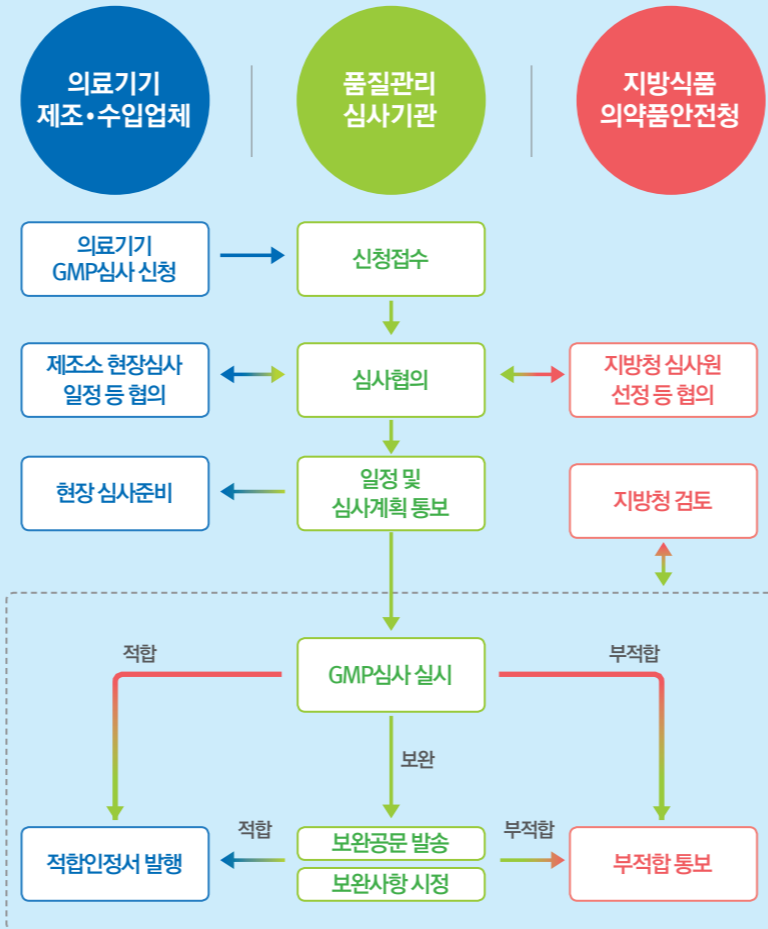 의료기기
제조•수입업체
품질관리
심사기관
지방식품
의약품안전청
의료기기
GMP심사 신청
신청접수
제조소 현장심사
일정 등 협의
심사협의
지방청 심사원
선정 등 협의
현장 심사준비
일정 및
심사계획 통보
지방청 검토
적합
GMP심사 실시
부적합
보완
적합인정서 발행
적합
보완공문 발송
보완사항 시정
부적합
부적합 통보